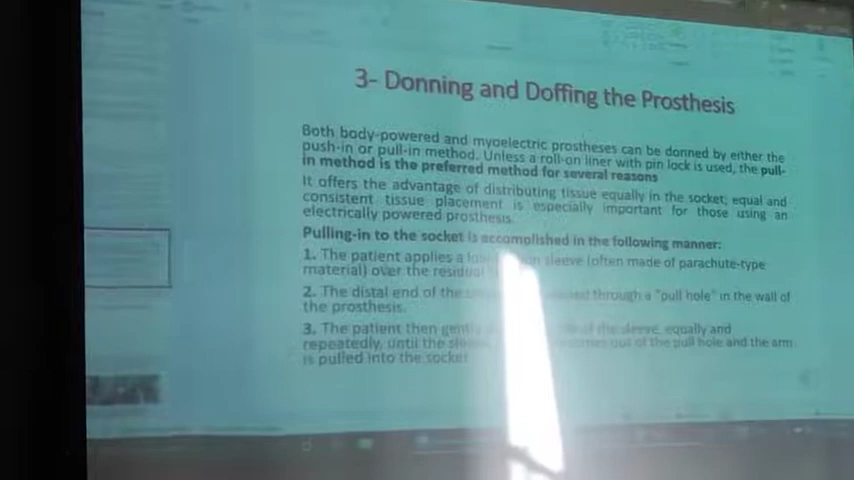 3- Donning and Doffing the Prosthesis
Both body-powered and myoelectric prostheses can be donned by either the
push-in or pull-in method. Unless a roll-on liner with pin lock is used, the pull-
in method is the preferred method for several reasons
It offers the advantage of distributing tissue equally in the socket; equal and
consistent tissue placement is especially important for those using an
electrically powered prosthesis.
Pulling-in to the socket is accomplished in the following manner:
1. The patient applies a sleeve (often made of parachute-type
material) over the residual
2. The distal end of the through a "pull hole" in the wall of
the prosthesis.
3. The patient then of the sleeve, equally and
repeatedly, until the out of the pull hole and the arm
is pulled into the socket